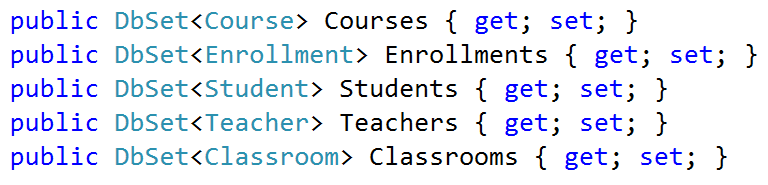 public DbSet<Course> Courses { get; set; }
public DbSet<Enrollment> Enrollments { get; set; }
public DbSet<Student> Students { get; set; }
public DbSet<Teacher> Teachers { get; set; }
public DbSet<Classroom> Classrooms { get; set; }